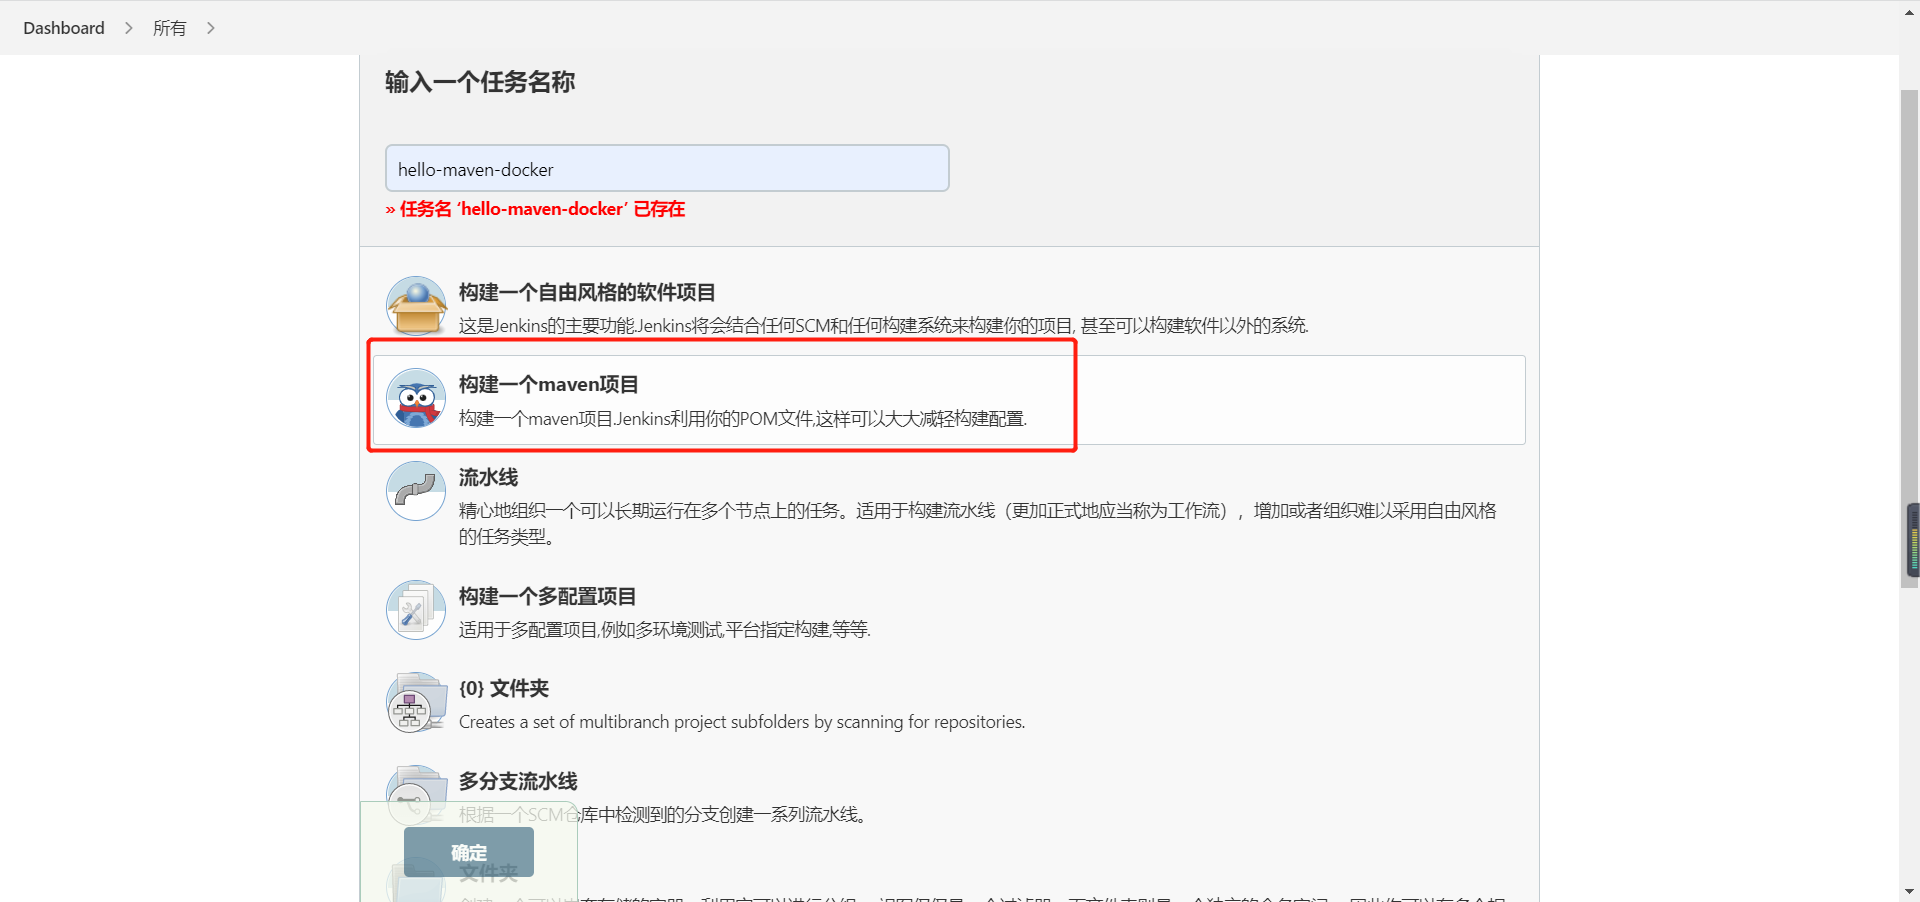 Dashboard
所有
输入一个任务名称
hello-maven-docker
» 任务名 ‘hello-maven-docker’ 已存在
构建一个自由风格的软件项目
这是Jenkins的主要功能.Jenkins将会结合任何SCM和任何构建系统来构建你的项目, 甚至可以构建软件以外的系统.
构建一个maven项目
构建一个maven项目.Jenkins利用你的POM文件,这样可以大大减轻构建配置.
流水线
精心地组织一个可以长期运行在多个节点上的任务。适用于构建流水线（更加正式地应当称为工作流），增加或者组织难以采用自由风格
的任务类型。
构建一个多配置项目
适用于多配置项目,例如多环境测试,平台指定构建,等等.
{0} 文件夹
Creates a set of multibranch project subfolders by scanning for repositories.
多分支流水线
根据一个SCM仓库中检测到的分支创建一系列流水线。
确定
文件夹